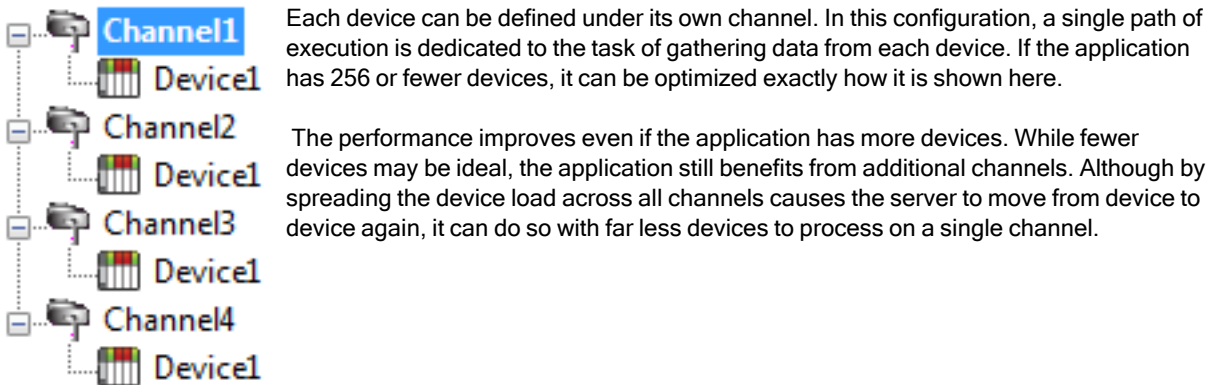 Channel1
Device1
Channel2
Device1
Channel3
Device1
Channel4
Device1
Each device can be defined under its own channel. In this configuration, a single path of
execution is dedicated to the task of gathering data from each device. If the application
has 256 or fewer devices, it can be optimized exactly how it is shown here.
The performance improves even if the application has more devices. While fewer
devices may be ideal, the application still benefits from additional channels. Although by
spreading the device load across all channels causes the server to move from device to
device again, it can do so with far less devices to process on a single channel.